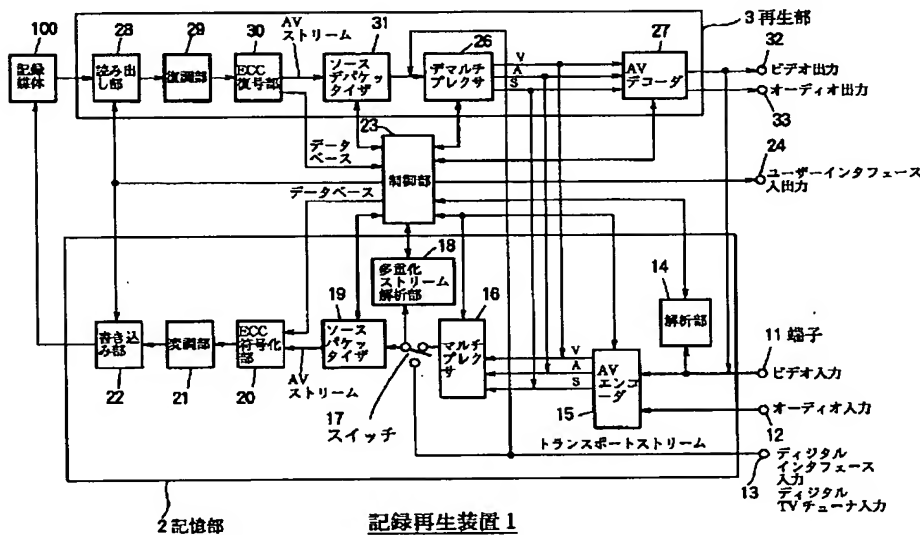 100
28
29
30
AV
ストリーム
31
26
27
3 再生部
記録
媒体
読み出
し部
復調部
ECC
復号部
ソース
デパケッ
タイザ
デマルチ
プレクサ
V
A
S
AV
デコーダ
32
ビデオ出力
オーディオ出力
33
23
データ
ベース
制御部
24
ユーザーインタフェース
入出力
データベース
18
多重化
ストリーム
解析部
14
解析部
19
ソース
パケッ
タイザ
16
マルチ
プレク
サ
書き込
み部
変調部
ECC
符号化
部
V
A
S
AV
エンコ
ーダ
11 端子
ビデオ入力
22
21
20
AV
ストリーム
17
スイッチ
15
オーディオ入力
12
トランスポートストリーム
ディジタル
インタフェース
入力
13
ディジタル
TVチューナ入力
2 記憶部
記録再生装置1